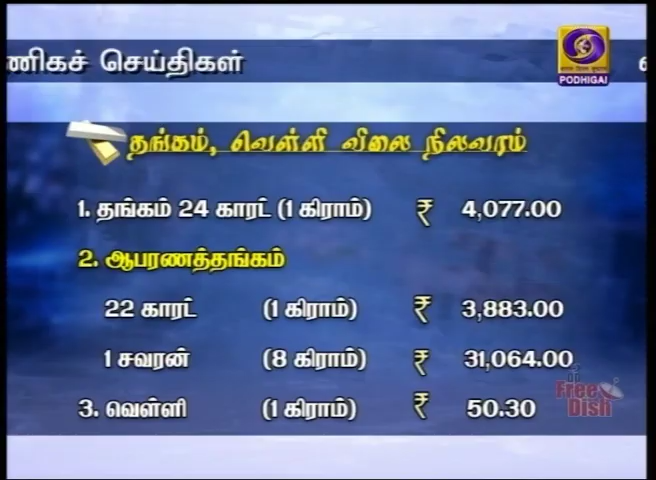 ணிகச் செய்திகள்
PODHIGAI
தங்கம், வெள்ளி விலை நிலவரம்
1. தங்கம் 24 காரட் (1 கிராம்) ₹ 4,077.00
2. ஆபரணத்தங்கம்
22 காரட் (1 கிராம்) ₹ 3,883.00
1 சவரன் (8 கிராம்) ₹ 31,064.00
3. வெள்ளி (1 கிராம்) ₹ 50.30
Free Dish